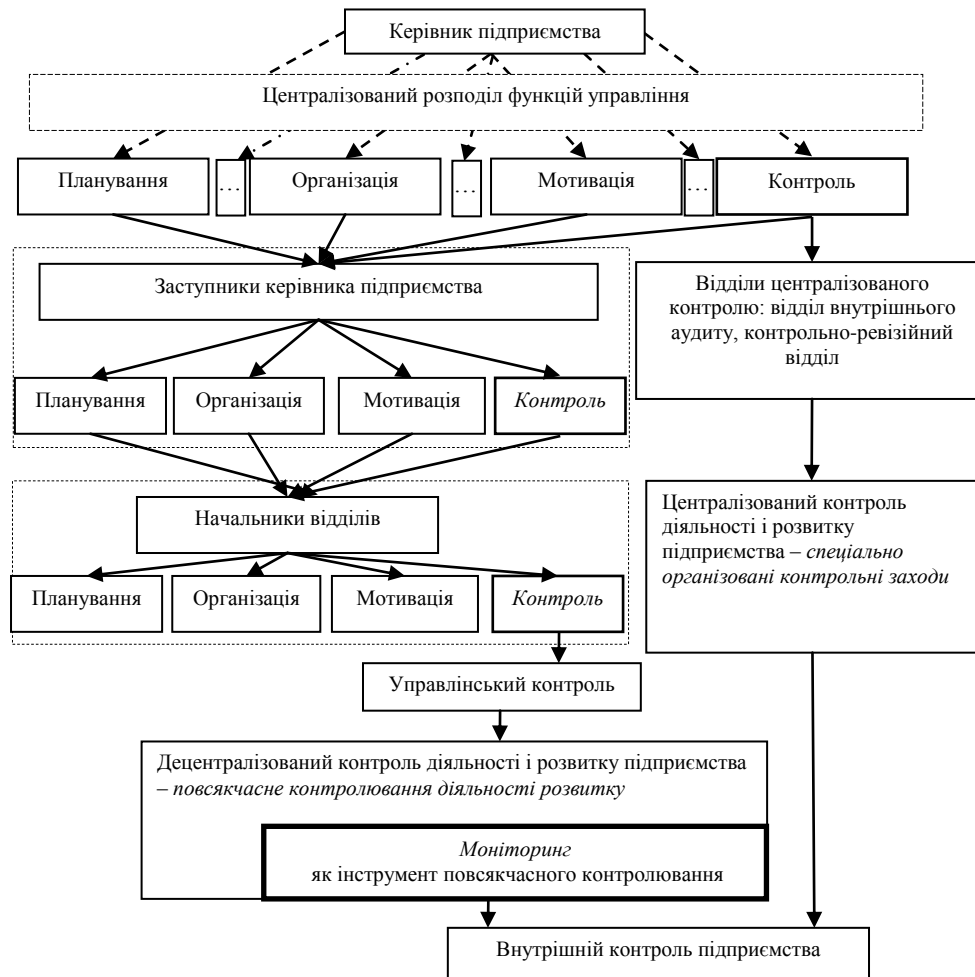 Керівник підприємства
Централізований розподіл функцій управління
Планування
...
Організація
...
Мотивація
...
Контроль
Заступники керівника підприємства
Планування
Організація
Мотивація
Контроль
Відділи централізованого
контролю: відділ внутрішнього
аудиту, контрольно-ревізійний
відділ
Начальники відділів
Планування
Організація
Мотивація
Контроль
Централізований контроль
діяльності і розвитку
підприємства – спеціально
організовані контрольні заходи
Управлінський контроль
Децентралізований контроль діяльності і розвитку підприємства
– повсякчасне контролювання діяльності розвитку
Моніторинг
як інструмент повсякчасного контролювання
Внутрішній контроль підприємства